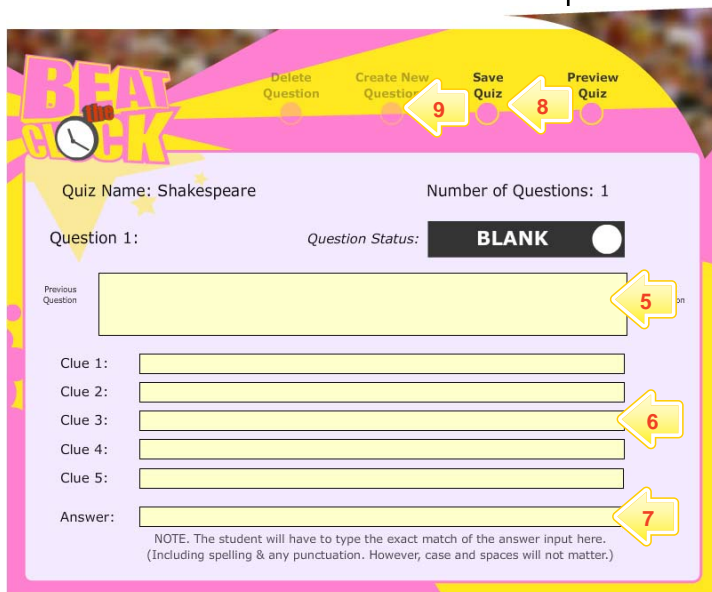 BEAT
the
CLOCK
Delete Question
Create New Question
Save Quiz
Preview Quiz
9
8
Quiz Name: Shakespeare
Number of Questions: 1
Question 1:
Question Status:
BLANK
Previous
Question
5
on
Clue 1:
Clue 2:
Clue 3:
6
Clue 4:
Clue 5:
Answer:
7
NOTE. The student will have to type the exact match of the answer input here.
(Including spelling & any punctuation. However, case and spaces will not matter.)